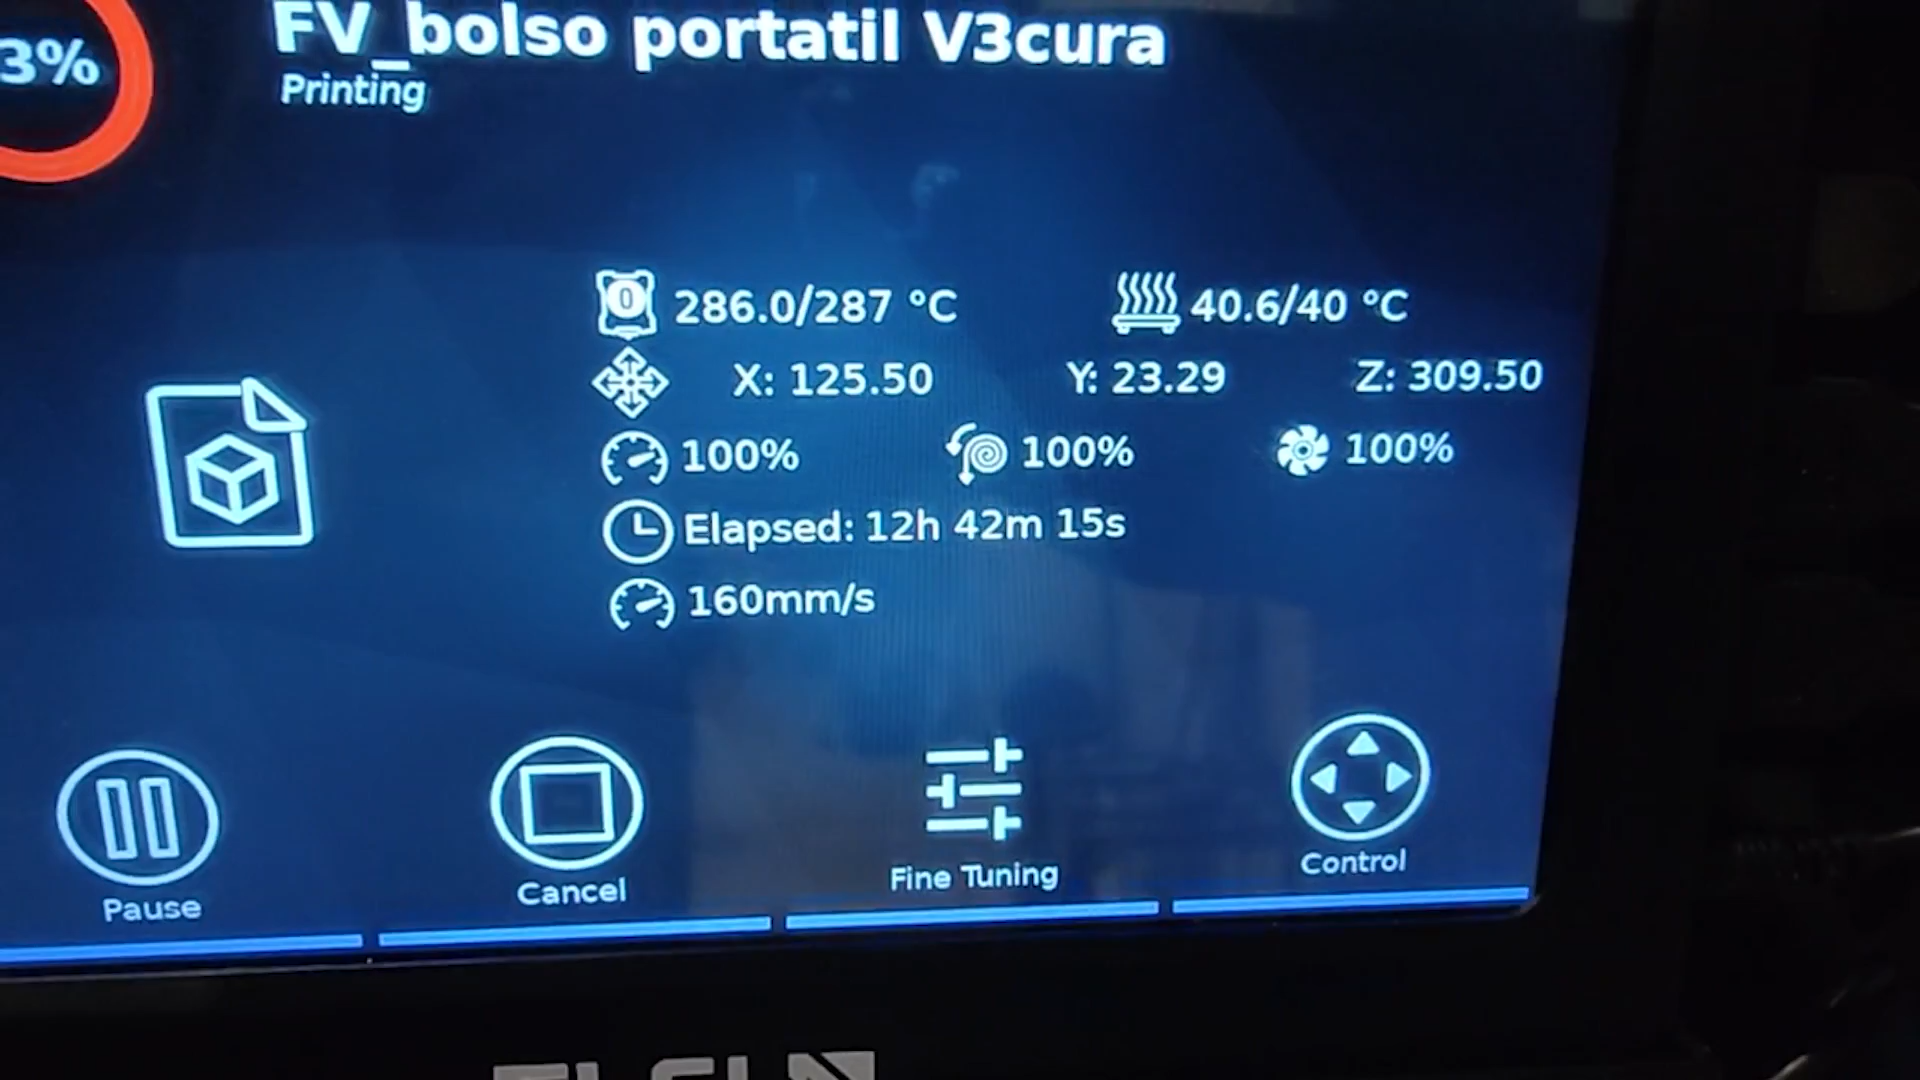 FV_bolso portatil V3cura
3%
Printing
0 286.0/287 °C 40.6/40 °C
X: 125.50 Y: 23.29 Z: 309.50
100% 100% 100%
Elapsed: 12h 42m 15s
160mm/s
Pause Cancel Fine Tuning Control